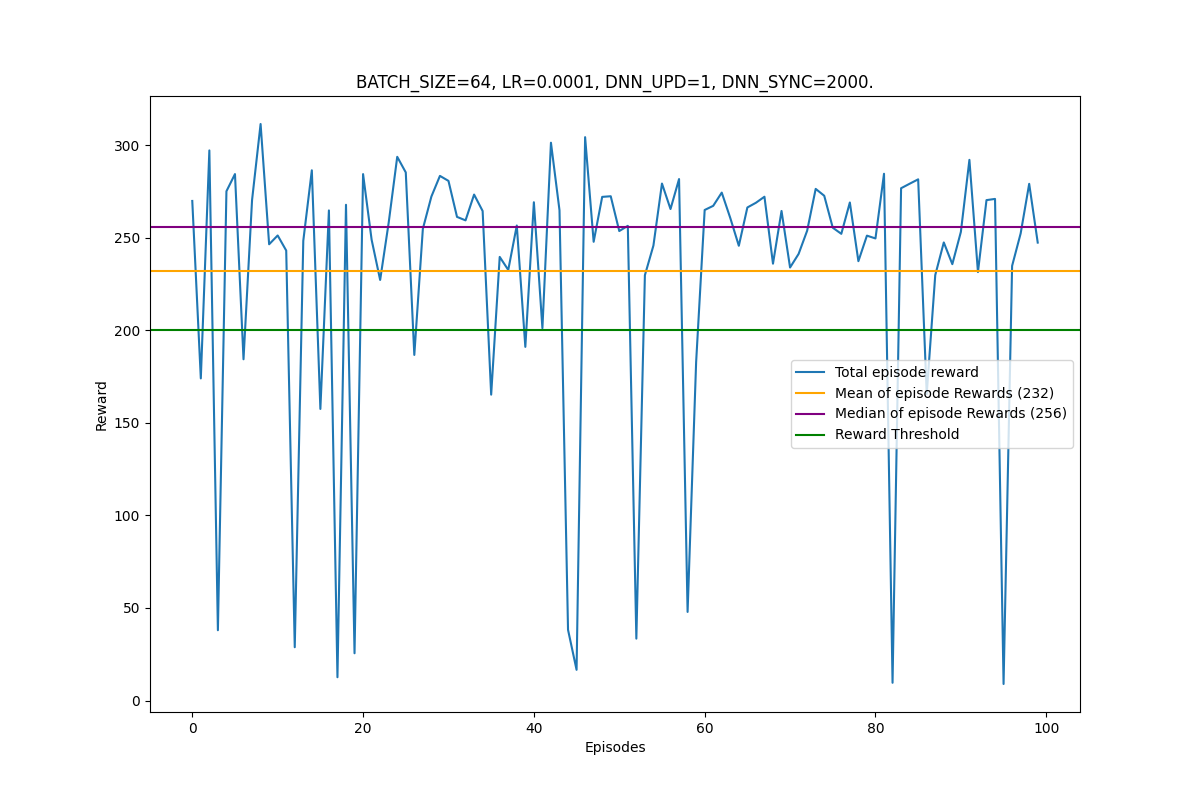 BATCH_SIZE=64, LR=0.0001, DNN_UPD=1, DNN_SYNC=2000.
300
250
200
150
100
50
0
Reward
Total episode reward
Mean of episode Rewards (232)
Median of episode Rewards (256)
Reward Threshold
0 20 40 60 80 100
Episodes